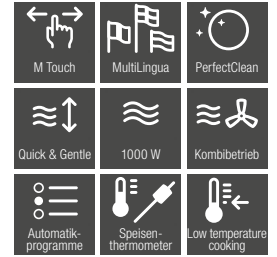 M Touch
MultiLingua
PerfectClean
Quick & Gentle
1000 W
Kombibetrieb
Automatik-
programme
Speisen-
thermometer
Low temperature
cooking